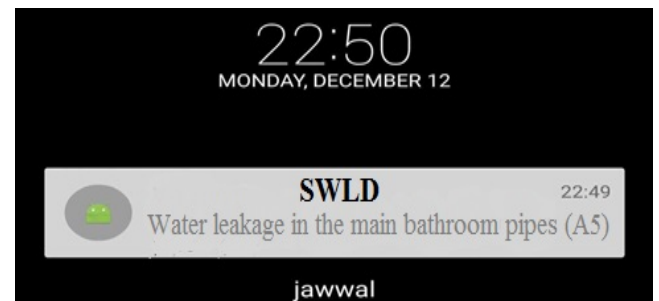 22:50
MONDAY, DECEMBER 12
SWLD 22:49
Water leakage in the main bathroom pipes (A5)
jawwal